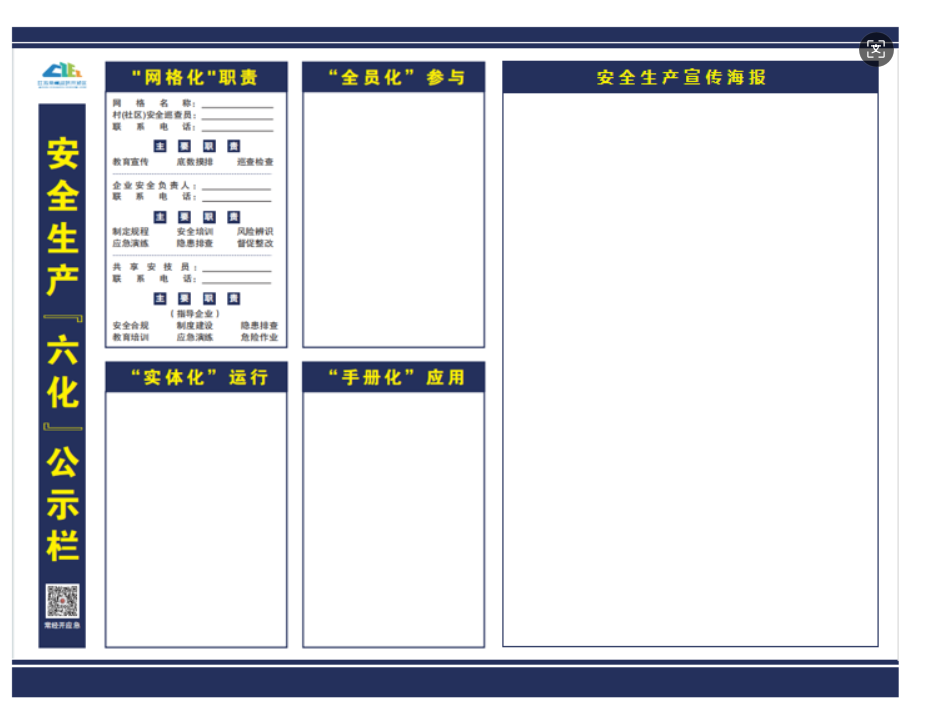 安全生产『六化』公示栏
常经开应急
"网格化"职责
网格名称：
村(社区)安全巡查员：
联系电话：
主要职责
教育宣传 底数摸排 巡查检查
企业安全负责人：
联系电话：
主要职责
制定规程 安全培训 风险辨识
应急演练 隐患排查 督促整改
共享安技员：
联系电话：
主要职责
（指导企业）
安全合规 制度建设 隐患排查
教育培训 应急演练 危险作业
“全员化”参与
“实体化”运行
“手册化”应用
安全生产宣传海报